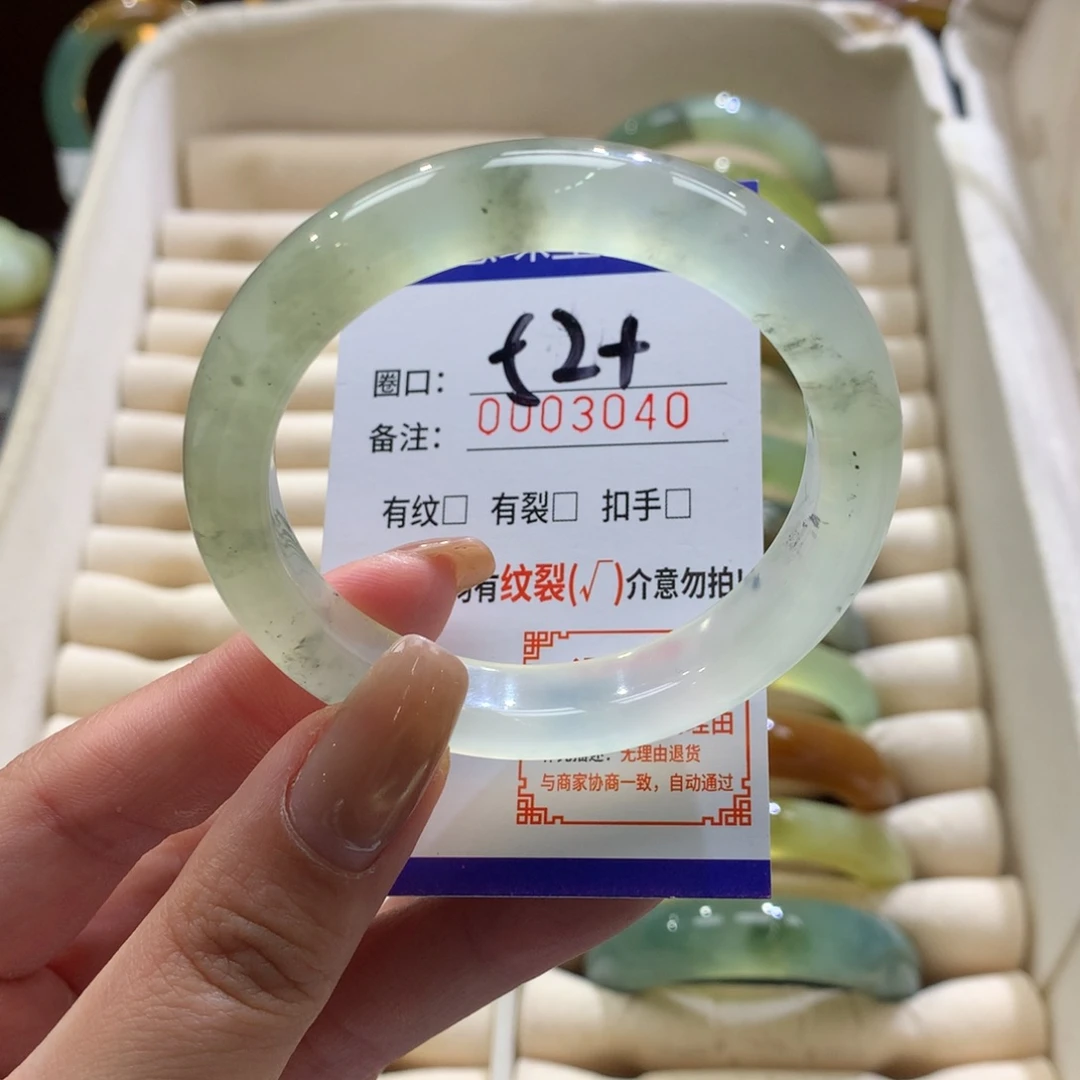 圈口： 52+
备注： 0003040
有纹□ 有裂□ 扣手□
有纹裂(√)介意勿拍!
无理由退货
与商家协商一致，自动通过